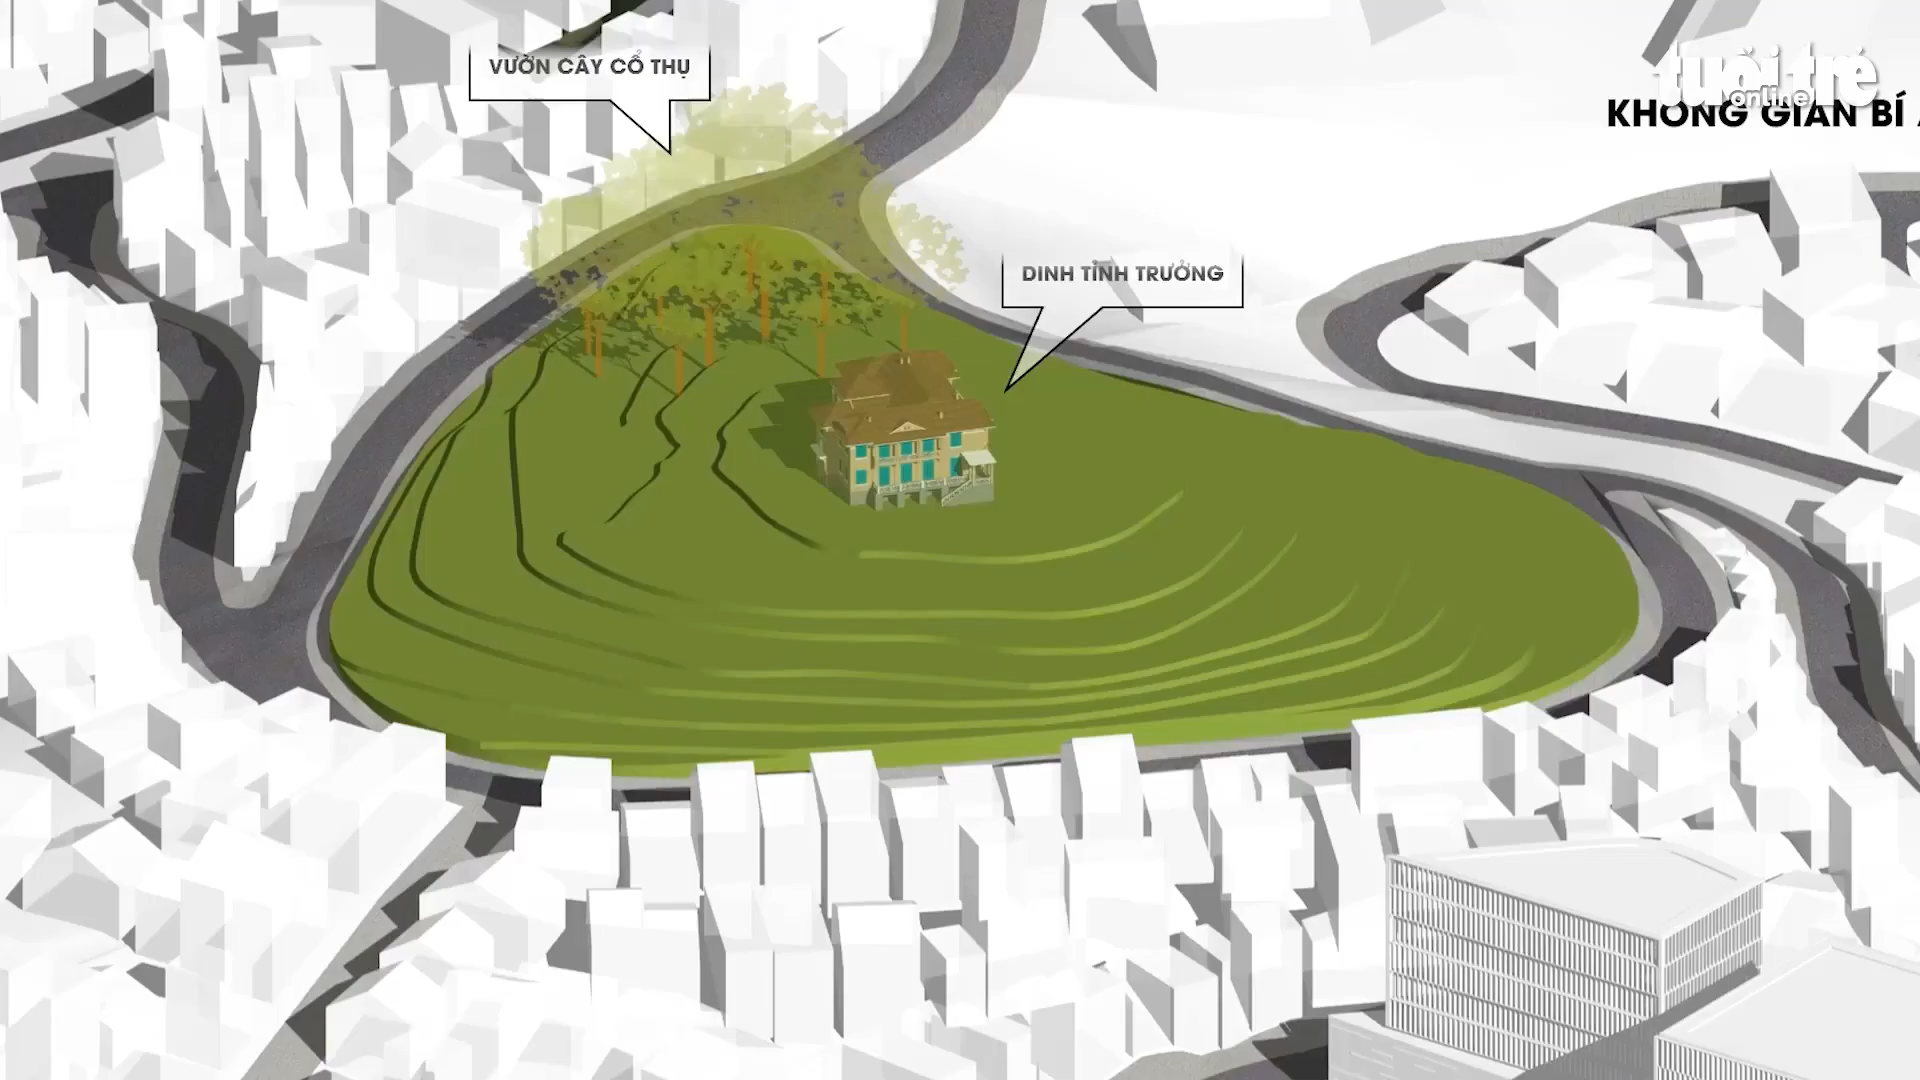 VƯỜN CÂY CỔ THỤ
tuổi trẻ
online
KHÔNG GIAN BÍ
DINH TỈNH TRƯỞNG